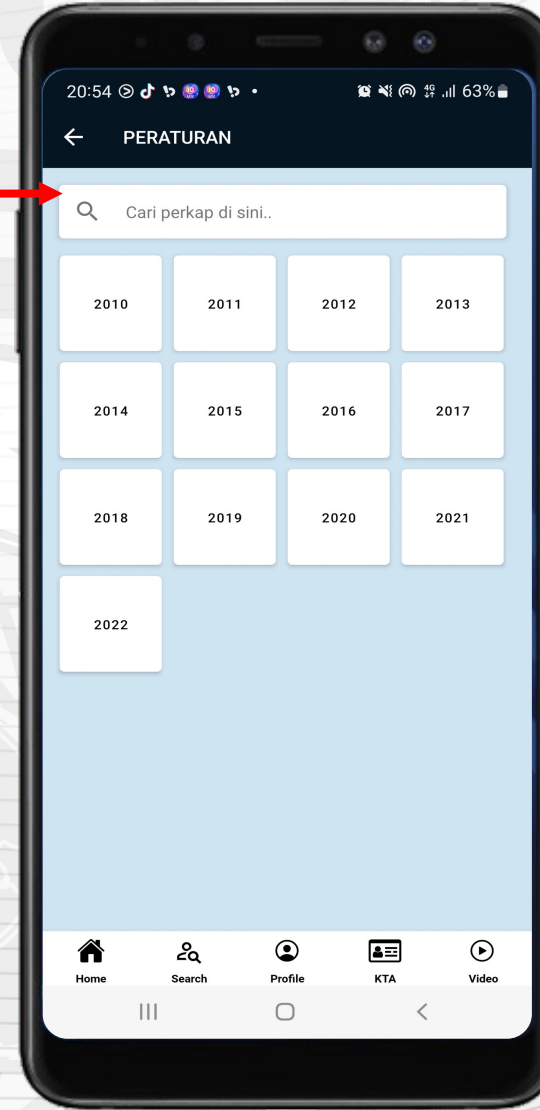 20:54
4G 63%
PERATURAN
Cari perkap di sini..
2010 2011 2012 2013
2014 2015 2016 2017
2018 2019 2020 2021
2022
Home Search Profile KTA Video